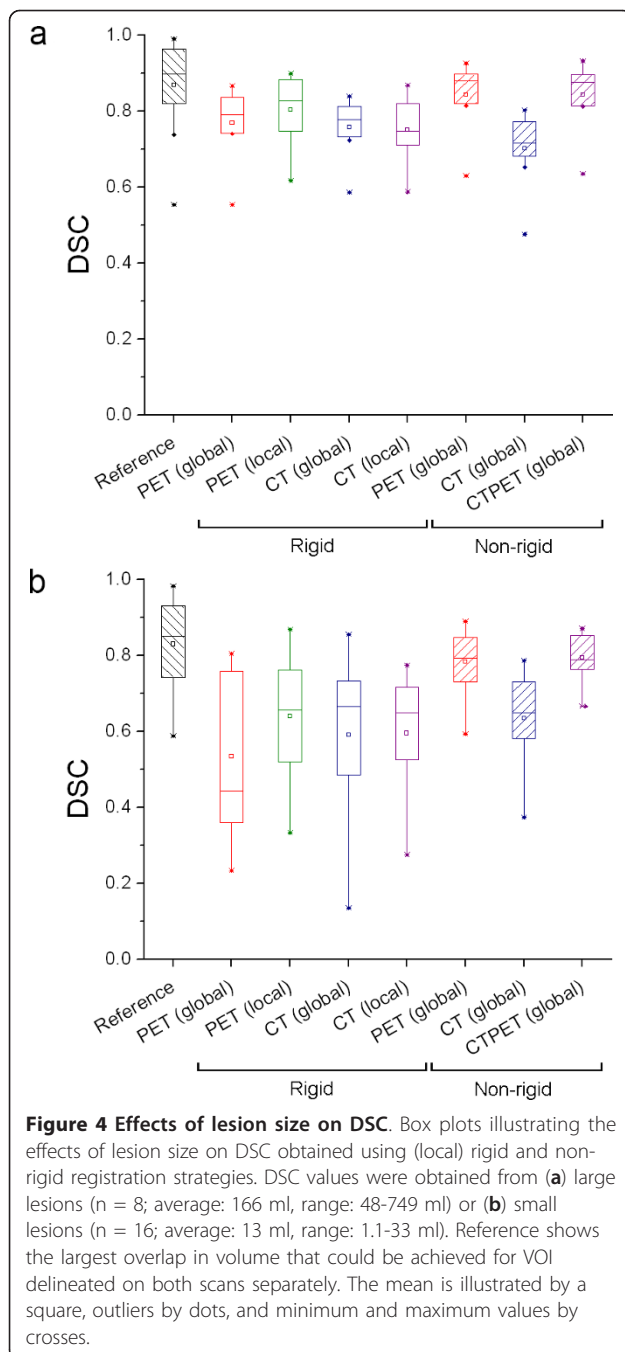 a
1.0
0.8
0.6
0.4
0.2
0.0
DSC
Reference
PET (global)
PET (local)
CT (global)
CT (local)
PET (global)
CT (global)
CTPET (global)
Rigid
Non-rigid
b
1.0
0.8
0.6
0.4
0.2
0.0
DSC
Reference
PET (global)
PET (local)
CT (global)
CT (local)
PET (global)
CT (global)
CTPET (global)
Rigid
Non-rigid
Figure 4 Effects of lesion size on DSC. Box plots illustrating the
effects of lesion size on DSC obtained using (local) rigid and non-
rigid registration strategies. DSC values were obtained from (a) large
lesions (n = 8; average: 166 ml, range: 48-749 ml) or (b) small
lesions (n = 16; average: 13 ml, range: 1.1-33 ml). Reference shows
the largest overlap in volume that could be achieved for VOI
delineated on both scans separately. The mean is illustrated by a
square, outliers by dots, and minimum and maximum values by
crosses.